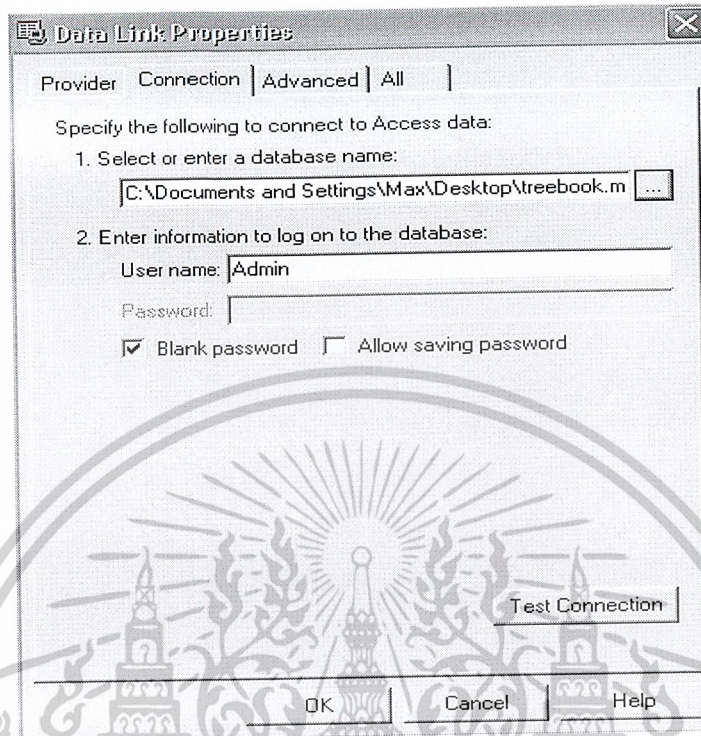 Data Link Properties
Provider Connection Advanced All
Specify the following to connect to Access data:
1. Select or enter a database name:
C:\Documents and Settings\Max\Desktop\treebook.m ...
2. Enter information to log on to the database:
User name: Admin
Password:
Blank password Allow saving password
Test Connection
OK Cancel Help